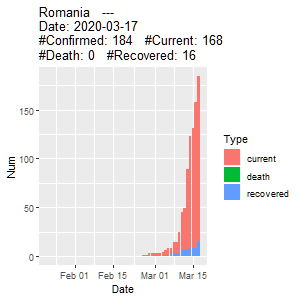 Romania   ---
Date: 2020-03-17
#Confirmed: 184   #Current: 168
#Death: 0   #Recovered: 16
Num
150
100
50
0
Feb 01
Feb 15
Mar 01
Mar 15
Date
Type
current
death
recovered